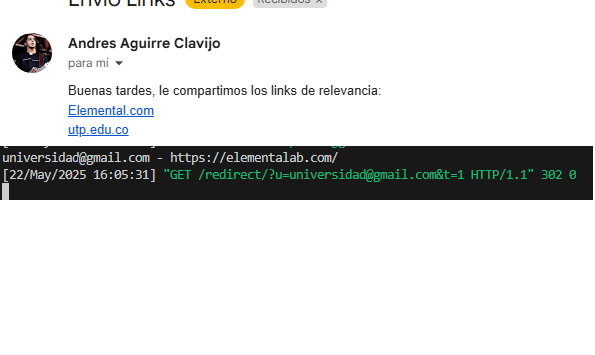 Envío Links Externo Recibidos ×
Andres Aguirre Clavijo
para mí
Buenas tardes, le compartimos los links de relevancia:
Elemental.com
utp.edu.co
universidad@gmail.com - https://elementalab.com/
[22/May/2025 16:05:31] "GET /redirect/?u=universidad@gmail.com&t=1 HTTP/1.1" 302 0